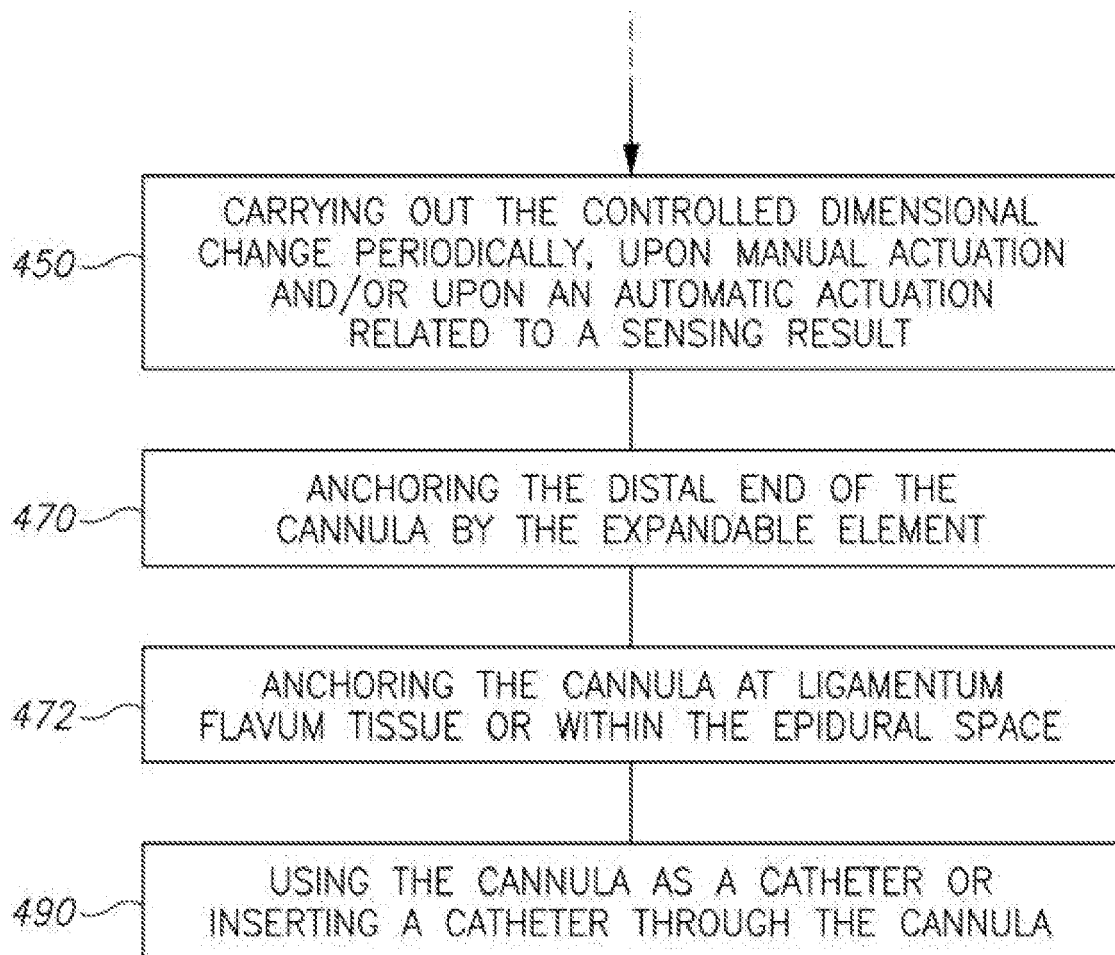 450
CARRYING OUT THE CONTROLLED DIMENSIONAL
CHANGE PERIODICALLY, UPON MANUAL ACTUATION
AND/OR UPON AN AUTOMATIC ACTUATION
RELATED TO A SENSING RESULT
470
ANCHORING THE DISTAL END OF THE
CANNULA BY THE EXPANDABLE ELEMENT
472
ANCHORING THE CANNULA AT LIGAMENTUM
FLAVUM TISSUE OR WITHIN THE EPIDURAL SPACE
490
USING THE CANNULA AS A CATHETER OR
INSERTING A CATHETER THROUGH THE CANNULA